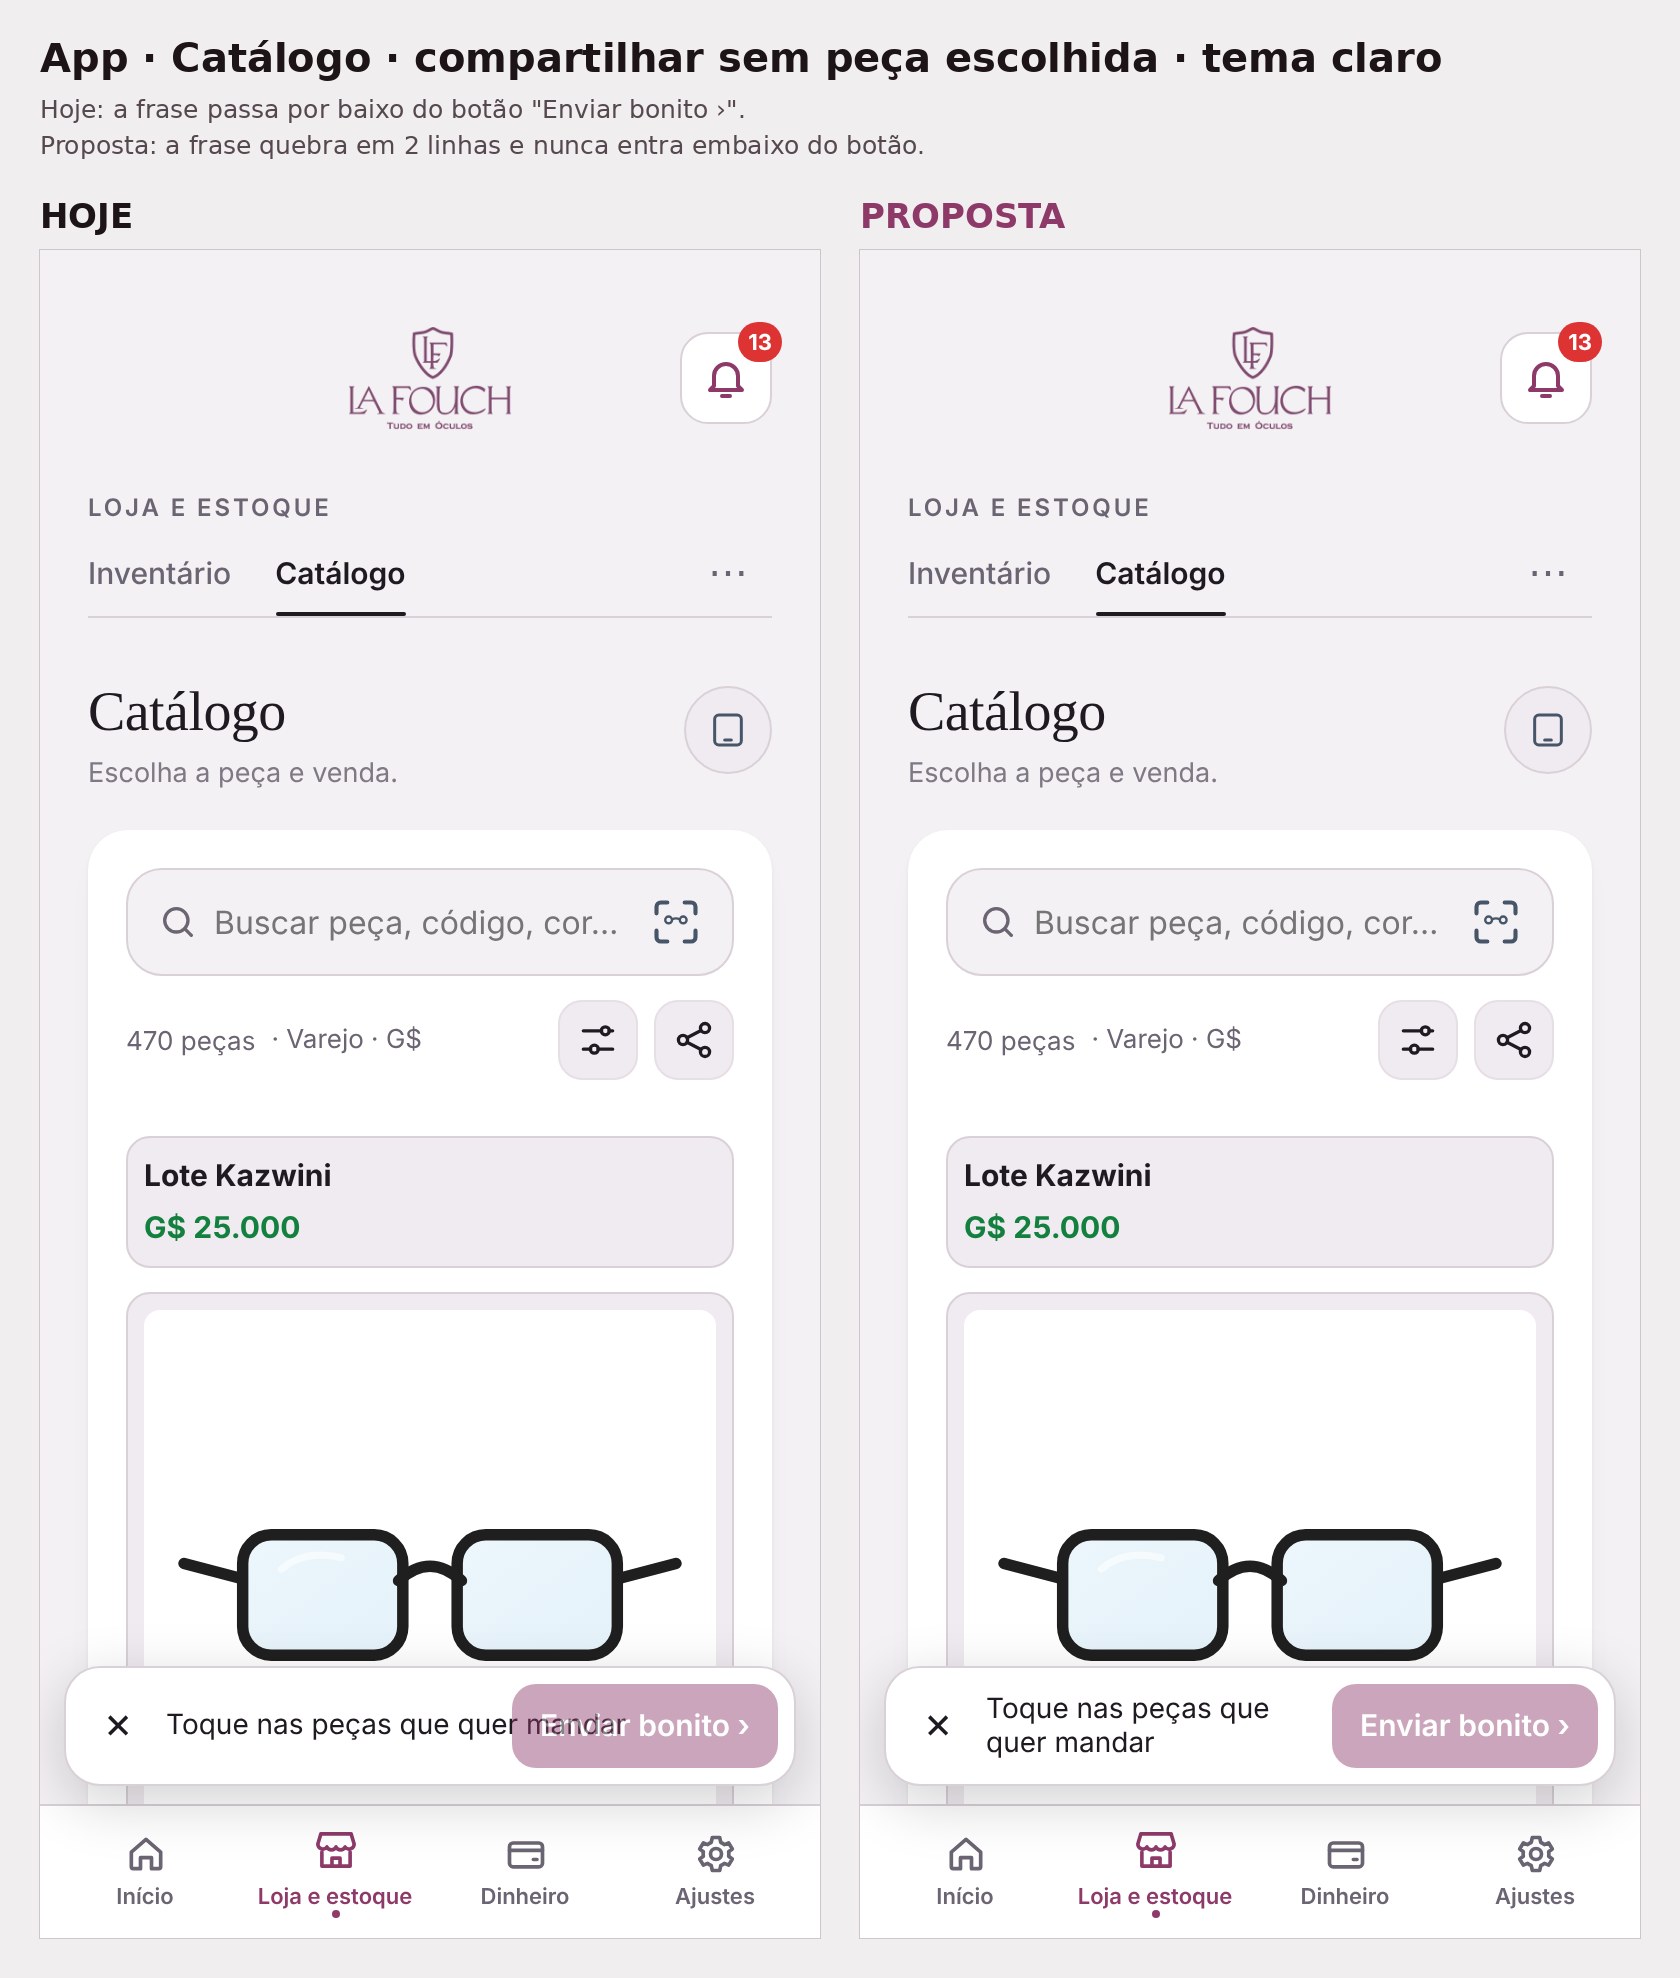 App · Catálogo · compartilhar sem peça escolhida · tema claro
Hoje: a frase passa por baixo do botão "Enviar bonito ›".
Proposta: a frase quebra em 2 linhas e nunca entra embaixo do botão.
HOJE
LF
LA FOUCH
TUDO EM ÓCULOS
13
LOJA E ESTOQUE
Inventário Catálogo ···
Catálogo
Escolha a peça e venda.
Buscar peça, código, cor...
470 peças · Varejo · G$
Lote Kazwini
G$ 25.000
× Toque nas peças que quer mandar
Enviar bonito ›
Início Loja e estoque Dinheiro Ajustes
PROPOSTA
LF
LA FOUCH
TUDO EM ÓCULOS
13
LOJA E ESTOQUE
Inventário Catálogo ···
Catálogo
Escolha a peça e venda.
Buscar peça, código, cor...
470 peças · Varejo · G$
Lote Kazwini
G$ 25.000
× Toque nas peças que
quer mandar
Enviar bonito ›
Início Loja e estoque Dinheiro Ajustes